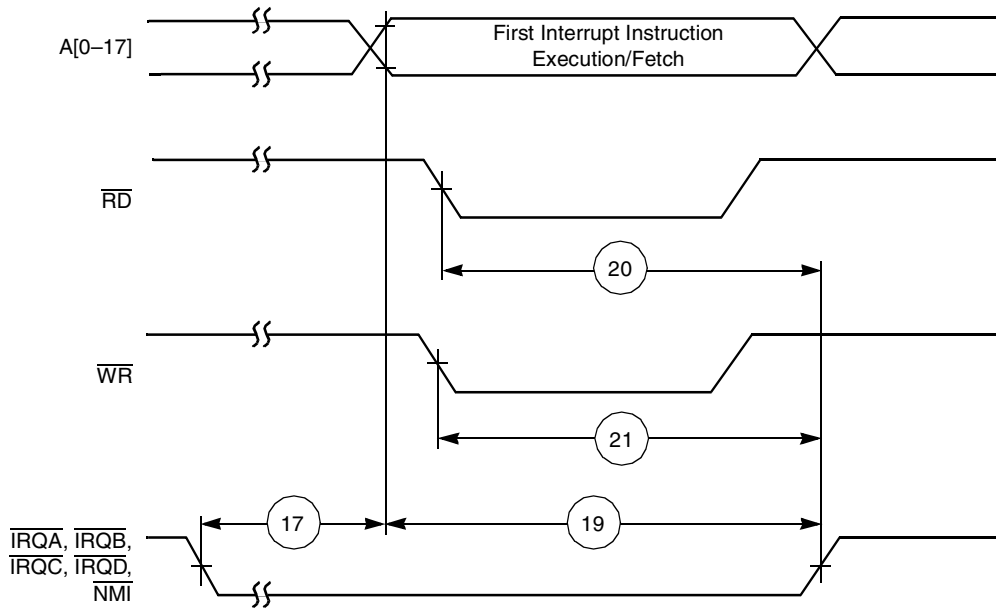 A[0–17]
First Interrupt Instruction
Execution/Fetch
RD
20
WR
21
17
19
IRQA, IRQB,
IRQC, IRQD,
NMI